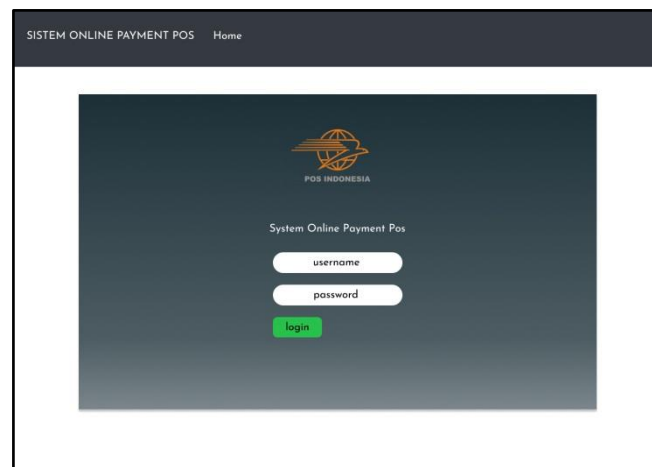 SISTEM ONLINE PAYMENT POS Home
POS INDONESIA
System Online Payment Pos
username
password
login